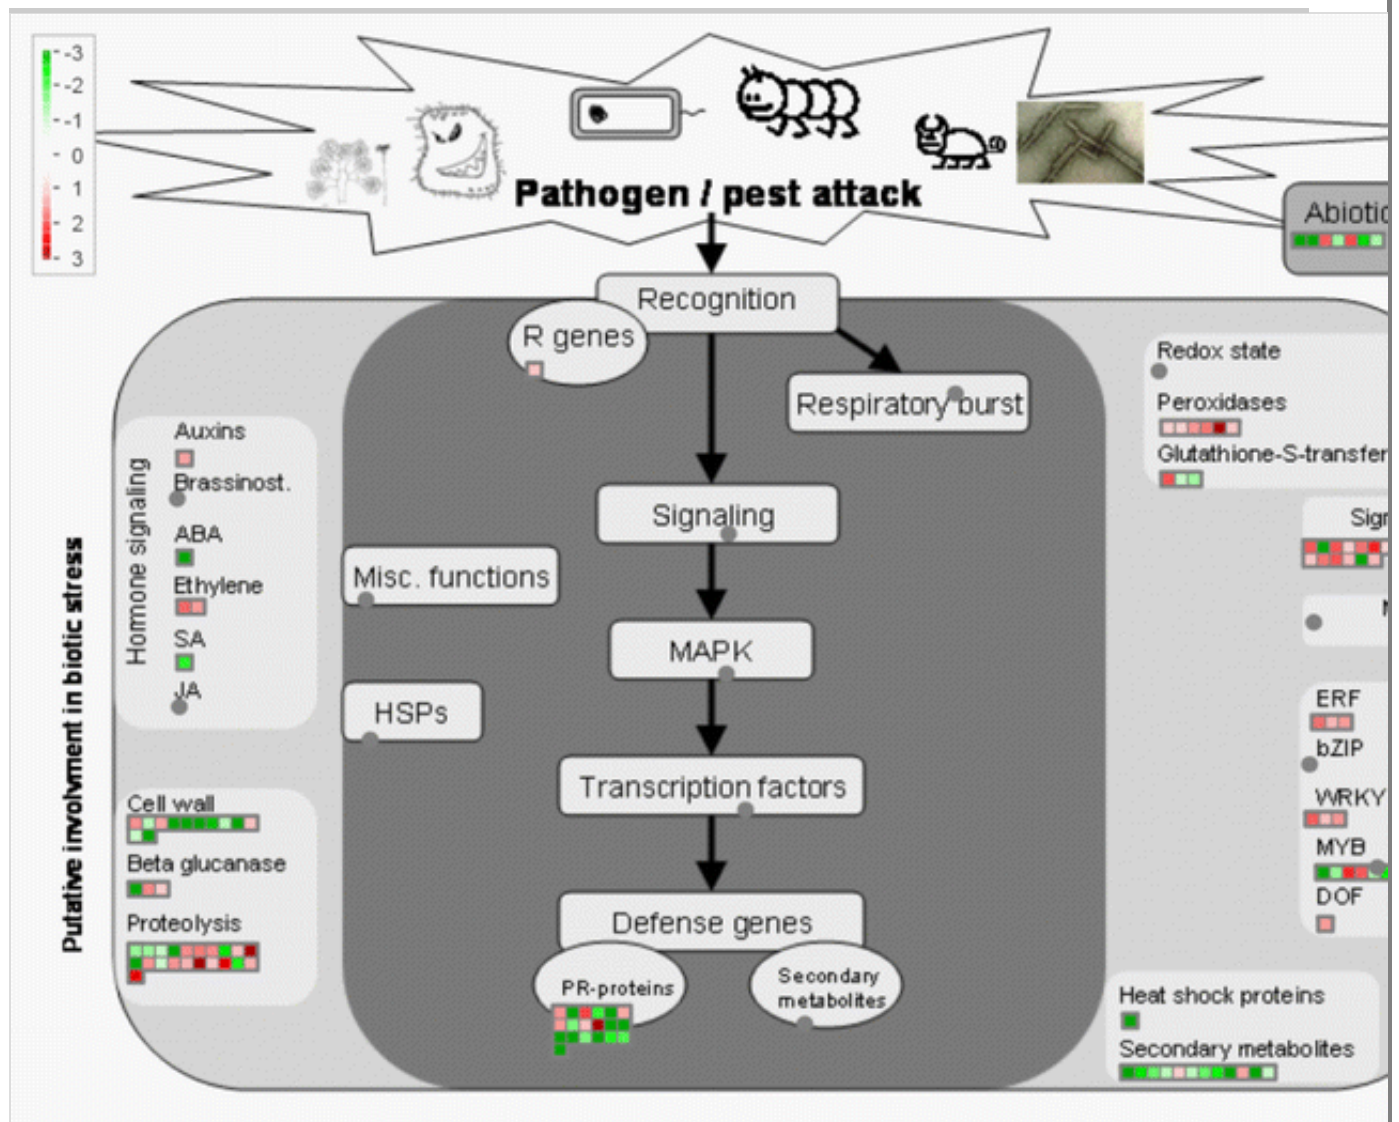 -3
-2
-1
0
1
2
3
Pathogen / pest attack
Abiotic
Recognition
R genes
Respiratory burst
Redox state
Peroxidases
Glutathione-S-transfer
Putative involvment in biotic stress
Hormone signaling
Auxins
Brassinost.
ABA
Ethylene
SA
JA
Signaling
Misc. functions
MAPK
HSPs
Transcription factors
ERF
bZIP
WRKY
MYB
DOF
Cell wall
Beta glucanase
Proteolysis
Defense genes
PR-proteins
Secondary
metabolites
Heat shock proteins
Secondary metabolites